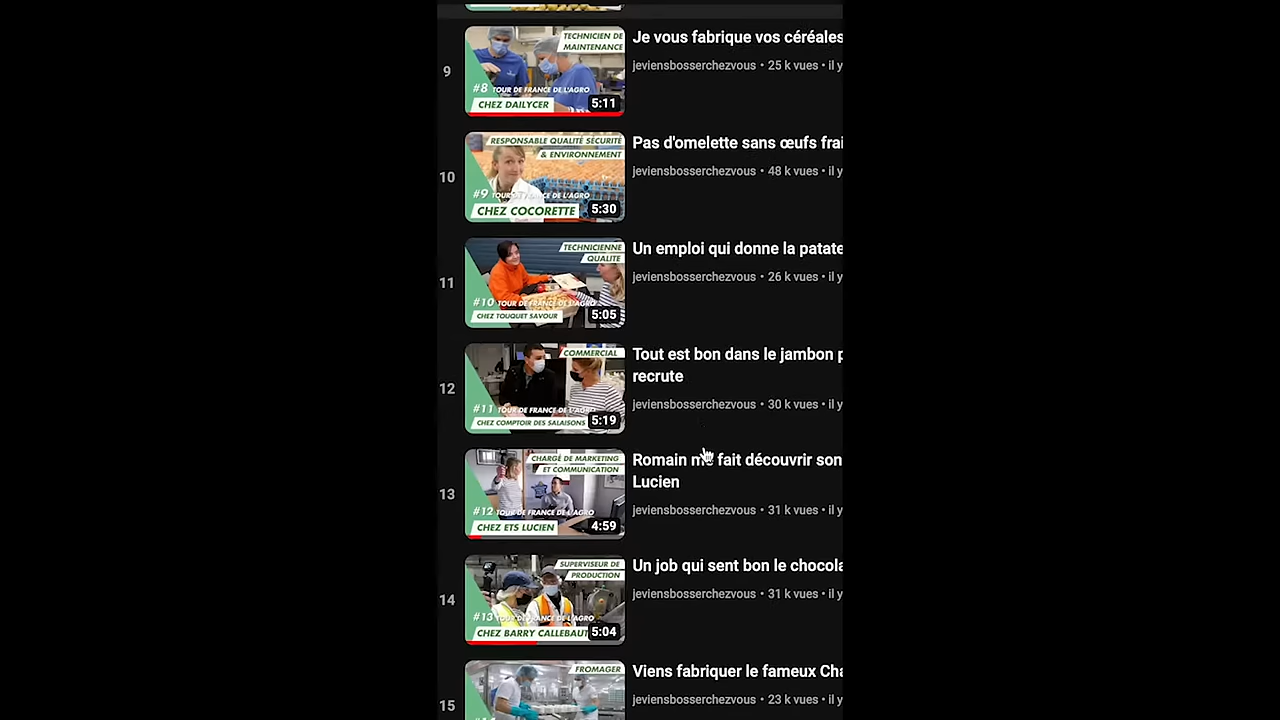 9
TECHNICIEN DE
MAINTENANCE
#8 TOUR DE FRANCE DE L'AGRO
CHEZ DAILYCER
5:11
Je vous fabrique vos céréales
jeviensbosserchezvous • 25 k vues • il y
10
RESPONSABLE QUALITÉ SÉCURITÉ
& ENVIRONNEMENT
#9 TOUR DE FRANCE DE L'AGRO
CHEZ COCORETTE
5:30
Pas d'omelette sans œufs frai
jeviensbosserchezvous • 48 k vues • il y
11
TECHNICIENNE
QUALITÉ
#10 TOUR DE FRANCE DE L'AGRO
CHEZ TOUQUET SAVOUR
5:05
Un emploi qui donne la patate
jeviensbosserchezvous • 26 k vues • il y
12
COMMERCIAL
#11 TOUR DE FRANCE DE L'AGRO
CHEZ COMPTOIR DES SALAISONS
5:19
Tout est bon dans le jambon p
recrute
jeviensbosserchezvous • 30 k vues • il y
13
CHARGÉ DE MARKETING
ET COMMUNICATION
#12 TOUR DE FRANCE DE L'AGRO
CHEZ ETS LUCIEN
4:59
Romain me fait découvrir son
Lucien
jeviensbosserchezvous • 31 k vues • il y
14
SUPERVISEUR DE
PRODUCTION
#13 TOUR DE FRANCE DE L'AGRO
CHEZ BARRY CALLEBAUT
5:04
Un job qui sent bon le chocola
jeviensbosserchezvous • 31 k vues • il y
15
FROMAGER
Viens fabriquer le fameux Cha
jeviensbosserchezvous • 23 k vues • il y